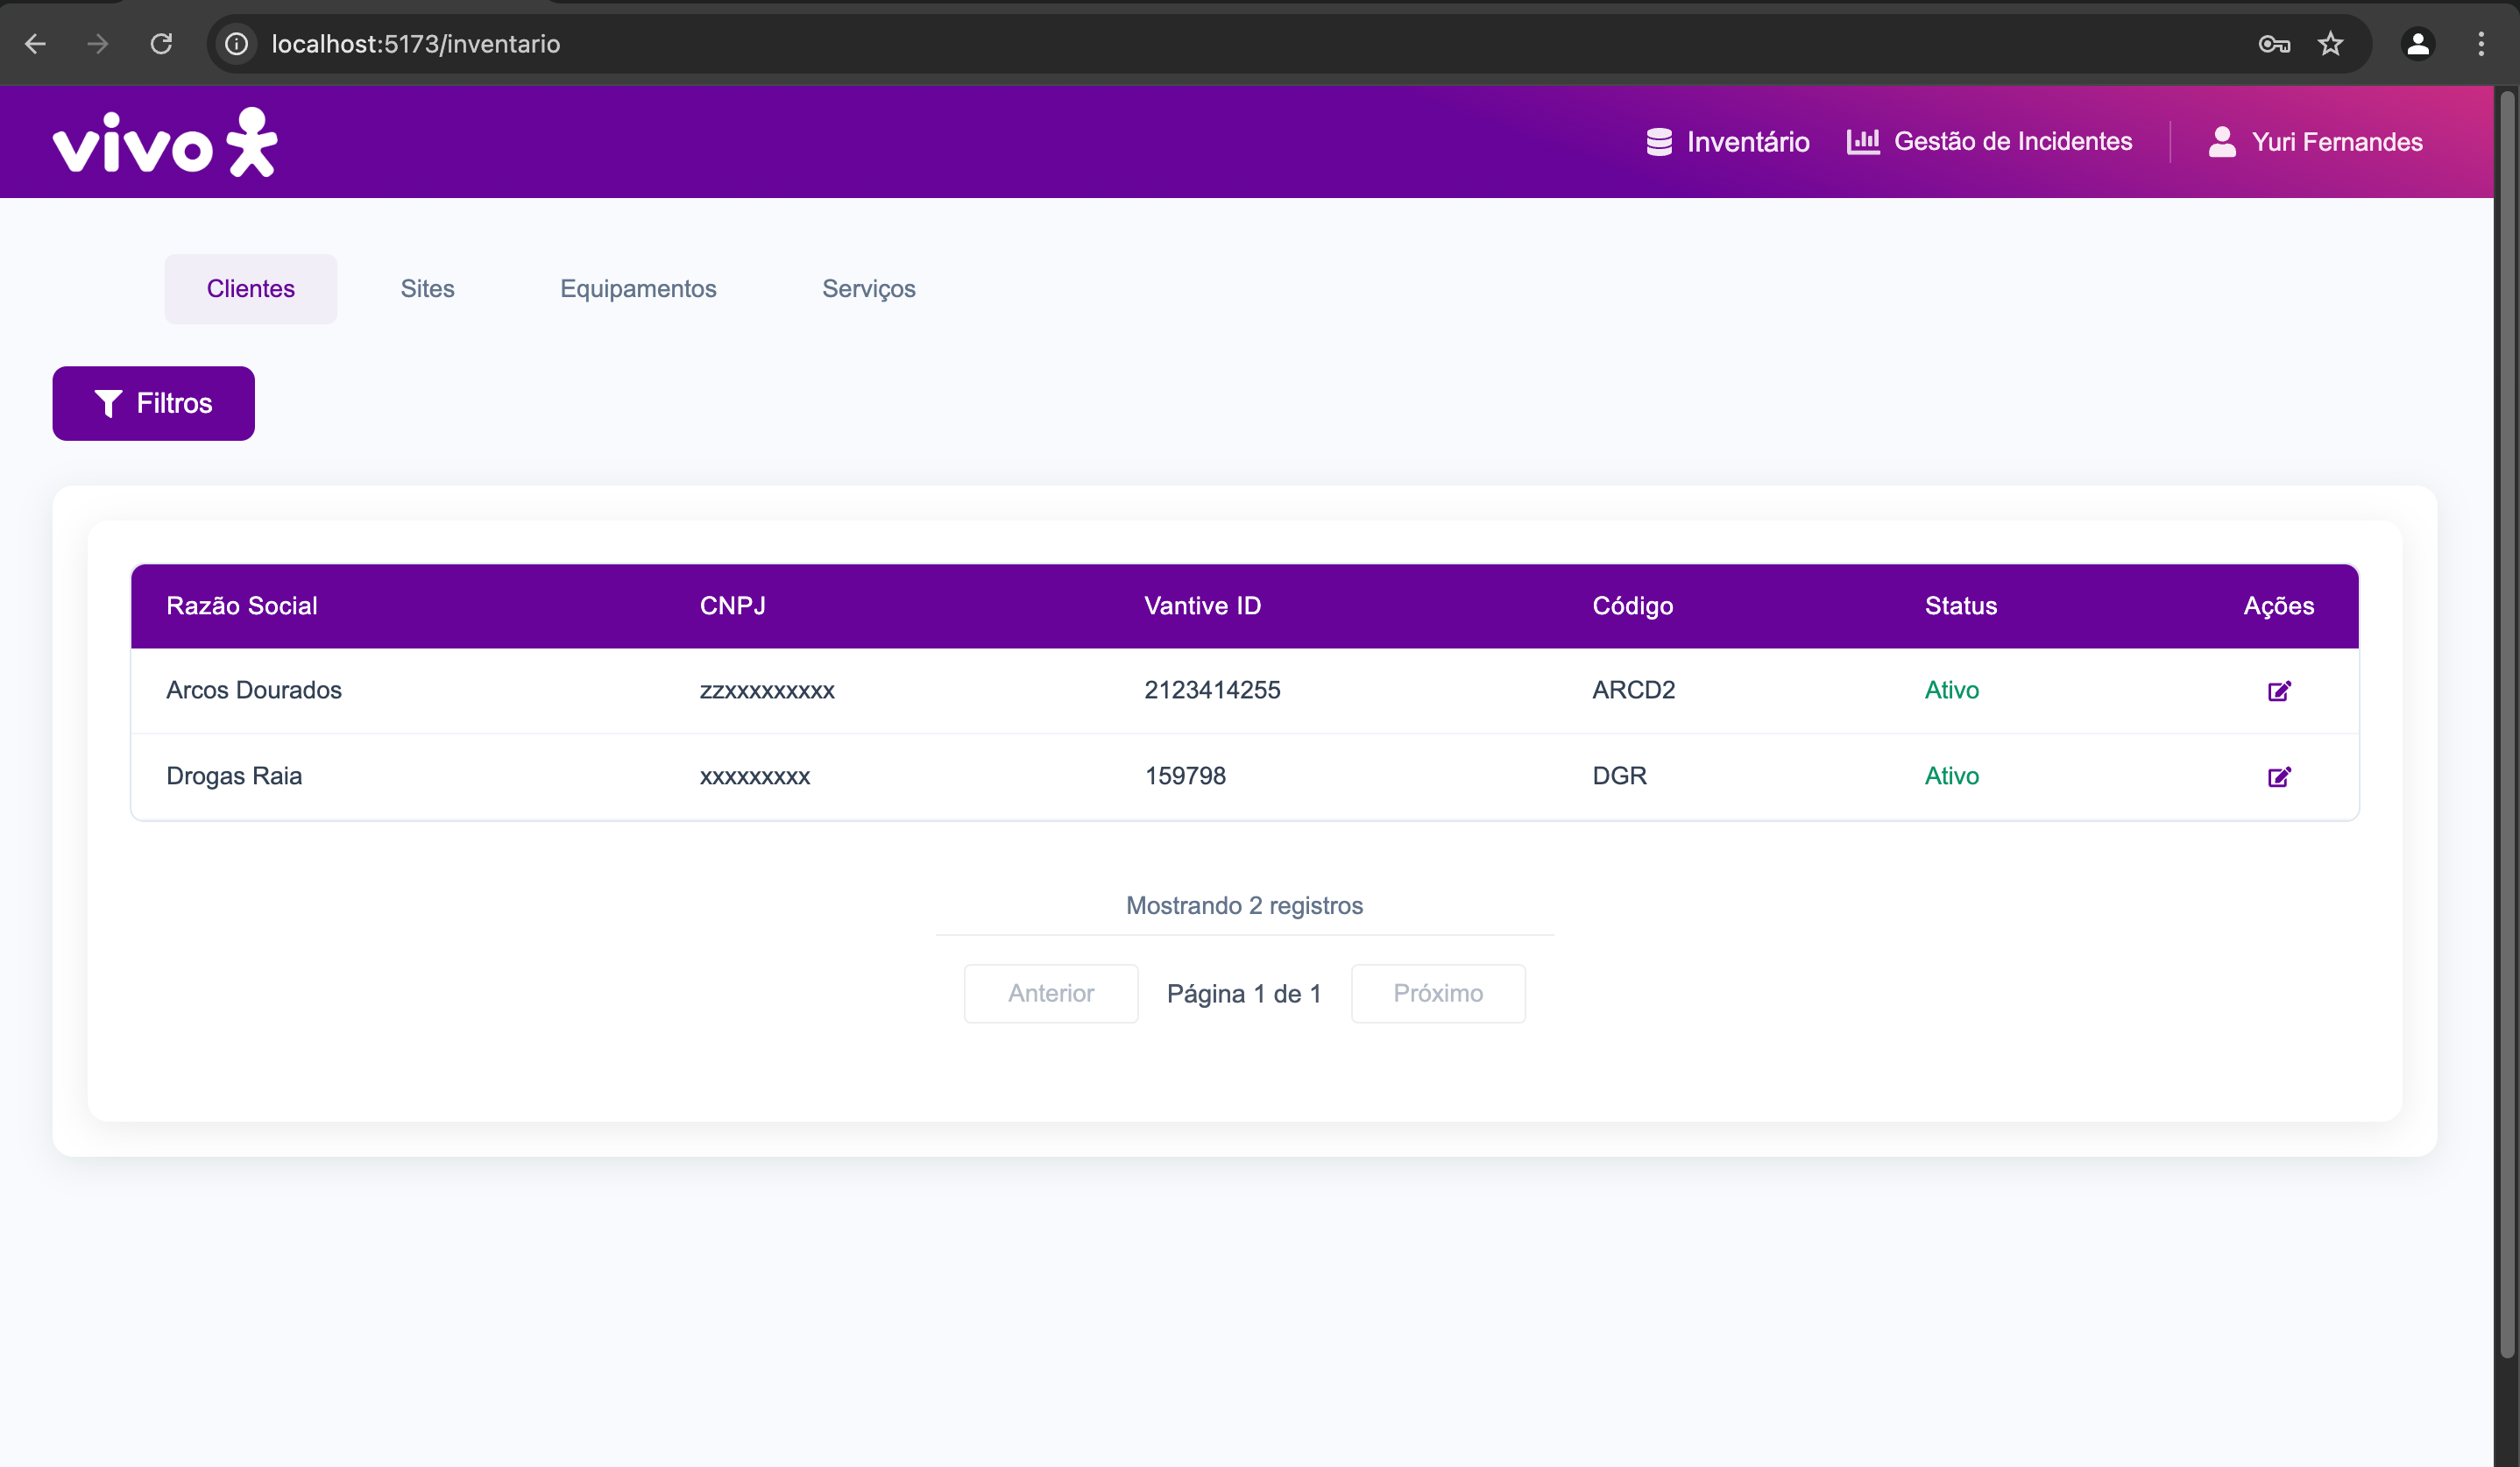 localhost:5173/inventario
vivo
Inventário
Gestão de Incidentes
Yuri Fernandes
Clientes
Sites
Equipamentos
Serviços
Filtros
Razão Social CNPJ Vantive ID Código Status Ações
Arcos Dourados zzxxxxxxxxxx 2123414255 ARCD2 Ativo
Drogas Raia xxxxxxxxxx 159798 DGR Ativo
Mostrando 2 registros
Anterior Página 1 de 1 Próximo